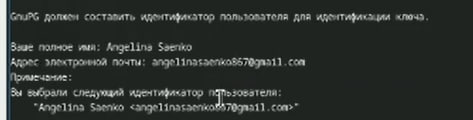 GnuPG должен составить идентификатор пользователя для идентификации ключа.
Ваше полное имя: Angelina Saenko
Адрес электронной почты: angelinasaenko867@gmail.com
Примечание:
Вы выбрали следующий идентификатор пользователя:
"Angelina Saenko <angelinasaenko867@gmail.com>"